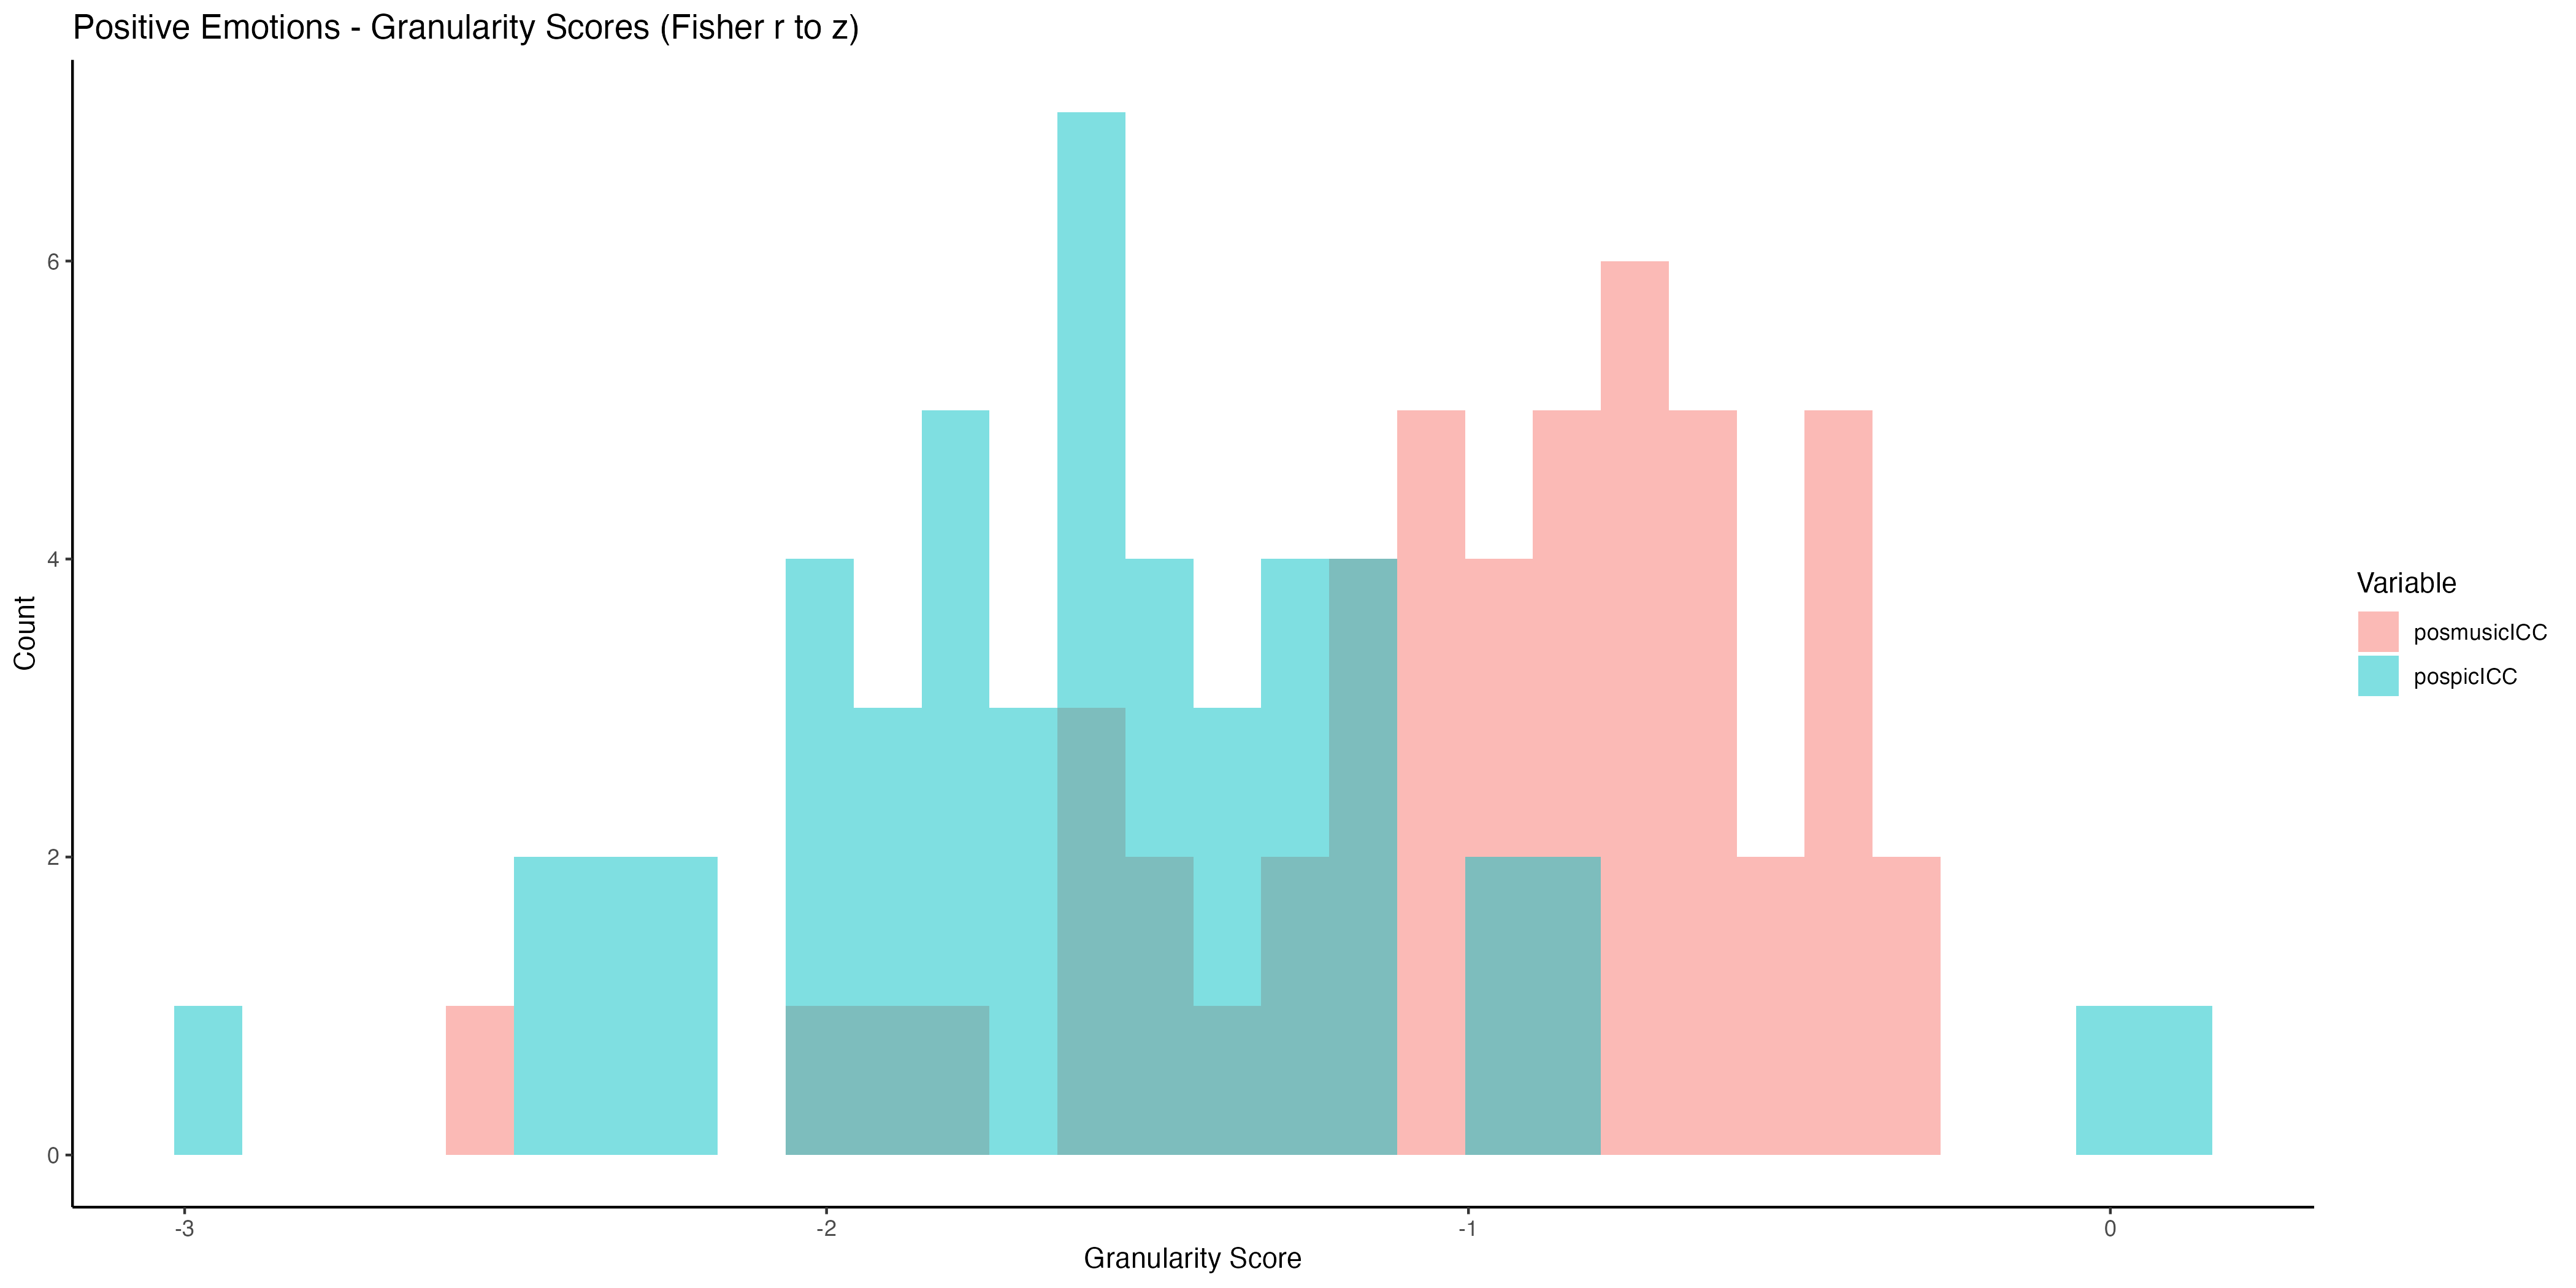 Positive Emotions - Granularity Scores (Fisher r to z)
6
4
2
0
Count
-3
-2
-1
0
Granularity Score
Variable
posmusicICC
pospicICC